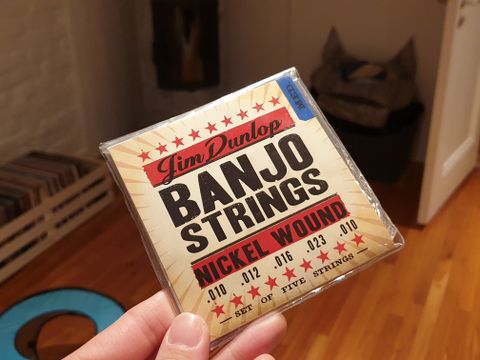 Jim Dunlop
BANJO
STRINGS
NICKEL WOUND
.010 .012 .016 .023 .010
SET OF FIVE STRINGS